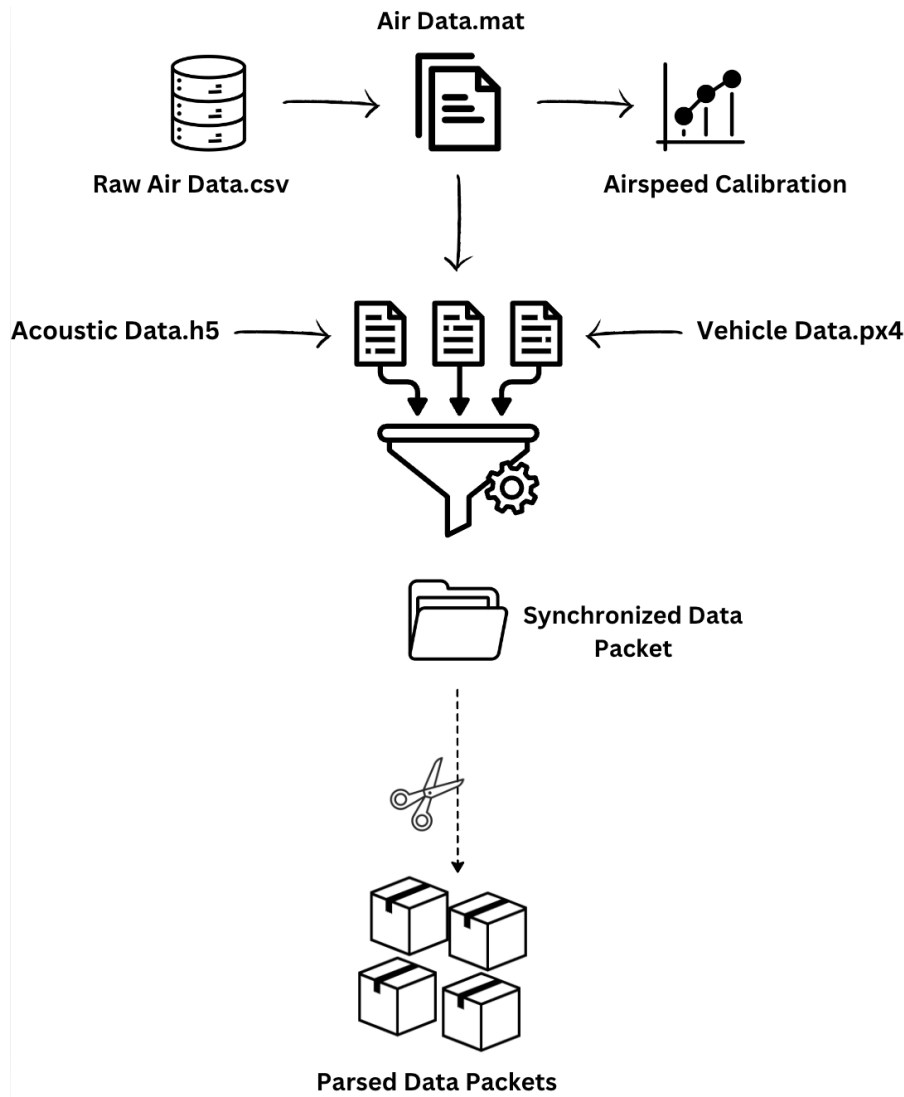 Air Data.mat
Raw Air Data.csv
Airspeed Calibration
Acoustic Data.h5
Vehicle Data.px4
Synchronized Data
Packet
Parsed Data Packets